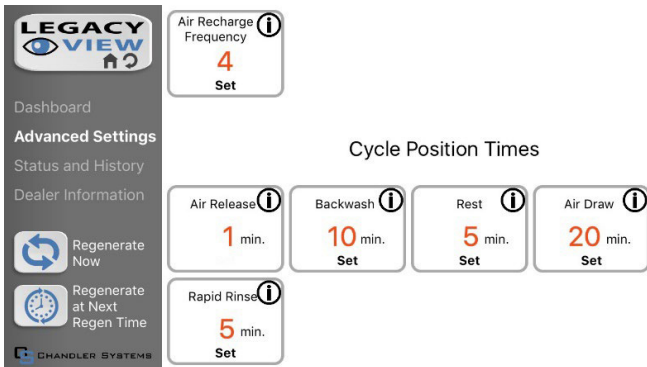 LEGACY
VIEW
Dashboard
Advanced Settings
Status and History
Dealer Information
Regenerate
Now
Regenerate
at Next
Regen Time
CHANDLER SYSTEMS
Air Recharge
Frequency
4
Set
Cycle Position Times
Air Release
1 min.
Backwash
10 min.
Set
Rest
5 min.
Set
Air Draw
20 min.
Set
Rapid Rinse
5 min.
Set